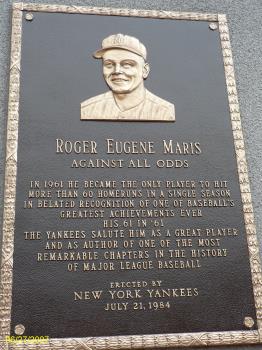 NY
ROGER EUGENE MARIS
AGAINST ALL ODDS
IN 1961 HE BECAME THE ONLY PLAYER TO HIT
MORE THAN 60 HOMERUNS IN A SINGLE SEASON
IN BELATED RECOGNITION OF ONE OF BASEBALL'S
GREATEST ACHIEVEMENTS EVER
HIS 61 IN '61
THE YANKEES SALUTE HIM AS A GREAT PLAYER
AND AS AUTHOR OF ONE OF THE MOST
REMARKABLE CHAPTERS IN THE HISTORY
OF MAJOR LEAGUE BASEBALL
ERECTED BY
NEW YORK YANKEES
JULY 21, 1984